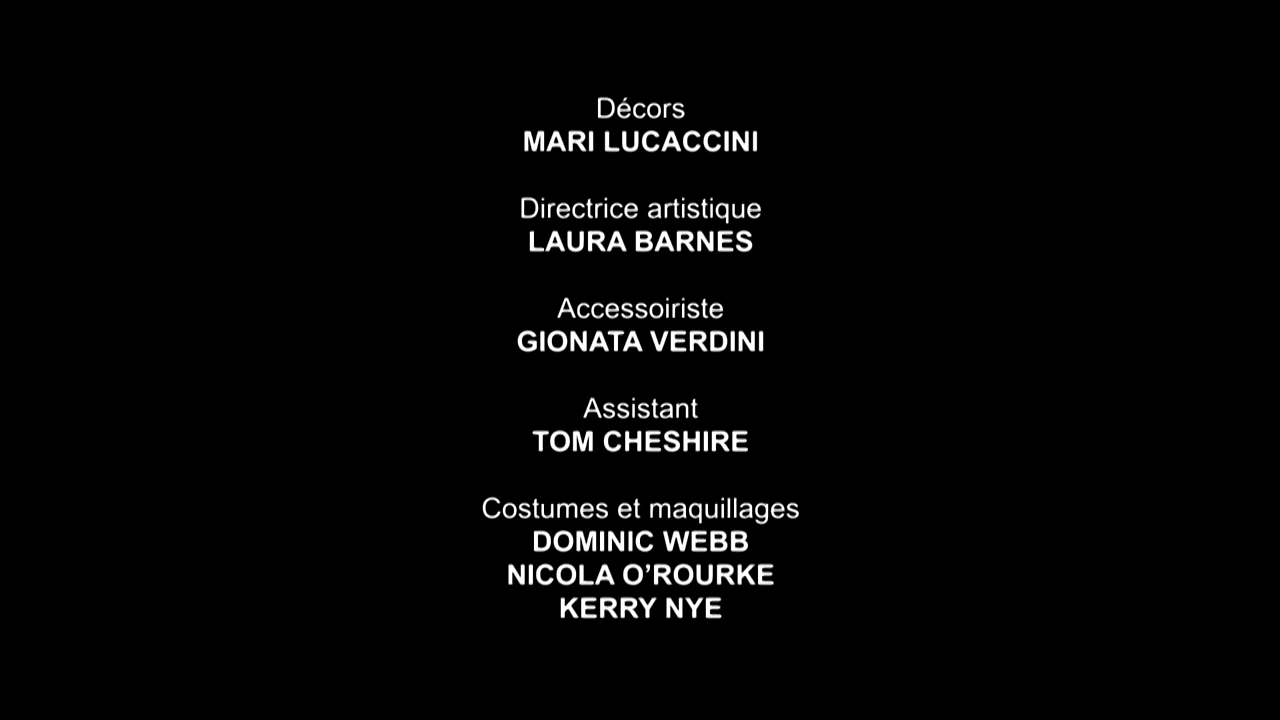 Décors
MARI LUCACCINI
Directrice artistique
LAURA BARNES
Accessoiriste
GIONATA VERDINI
Assistant
TOM CHESHIRE
Costumes et maquillages
DOMINIC WEBB
NICOLA O’ROURKE
KERRY NYE